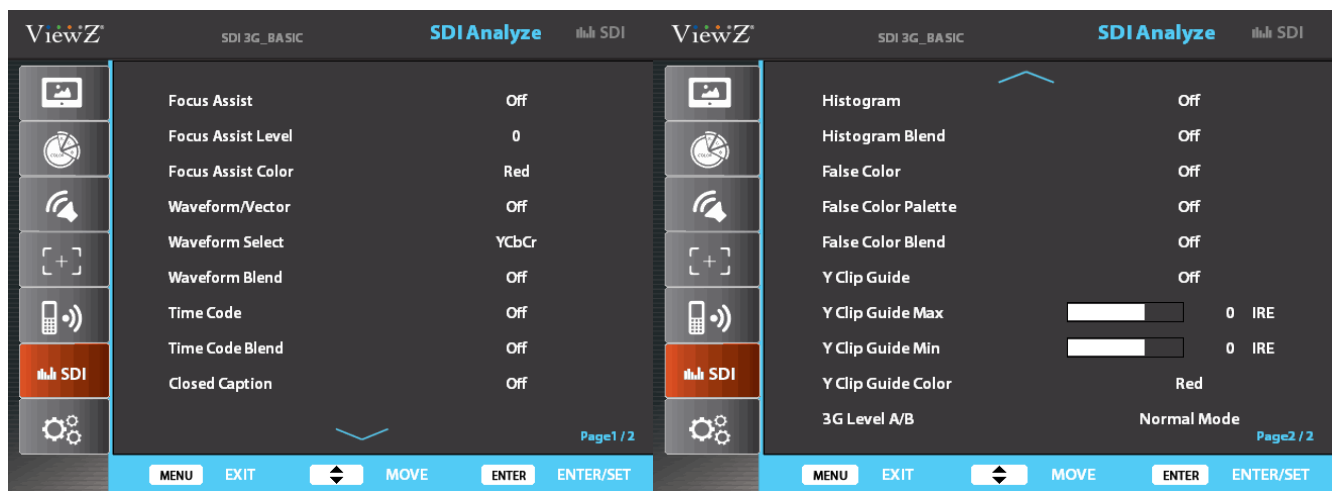 ViewZ SDI 3G_BASIC SDI Analyze SDI
Focus Assist Off
Focus Assist Level 0
Focus Assist Color Red
Waveform/Vector Off
Waveform Select YCbCr
Waveform Blend Off
Time Code Off
Time Code Blend Off
Closed Caption Off
COLOR
SDI
Page1 / 2
MENU EXIT MOVE ENTER ENTER/SET
ViewZ SDI 3G_BASIC SDI Analyze SDI
Histogram Off
Histogram Blend Off
False Color Off
False Color Palette Off
False Color Blend Off
Y Clip Guide Off
Y Clip Guide Max 0 IRE
Y Clip Guide Min 0 IRE
Y Clip Guide Color Red
3G Level A/B Normal Mode
COLOR
SDI
Page2 / 2
MENU EXIT MOVE ENTER ENTER/SET